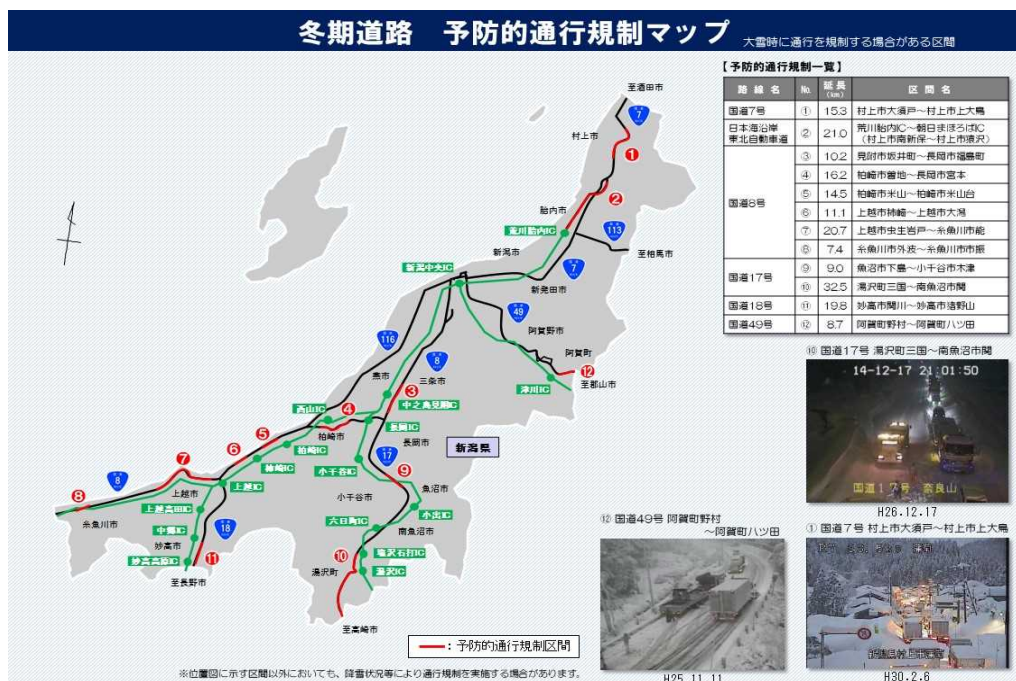 冬期道路 予防的通行規制マップ 大雪時に通行を規制する場合がある区間
【予防的通行規制一覧】
路線名 No. 延長(km) 区間名
国道7号 ① 15.3 村上市大須戸～村上市上大鳥
日本海沿岸東北自動車道 ② 21.0 荒川胎内IC～朝日まほろばIC
(村上市南新保～村上市猿沢)
国道8号 ③ 10.2 見附市坂井町～長岡市福島町
④ 16.2 柏崎市曽地～長岡市宮本
⑤ 14.5 柏崎市米山～柏崎市米山台
⑥ 11.1 上越市柿崎～上越市大潟
⑦ 20.7 上越市虫生岩戸～糸魚川市能
⑧ 7.4 糸魚川市外波～糸魚川市市振
国道17号 ⑨ 9.0 魚沼市下島～小千谷市木津
⑩ 32.5 湯沢町三国～南魚沼市関
国道18号 ⑪ 19.8 妙高市関川～妙高市
国道49号 ⑫ 8.7 阿賀町野村～阿賀町八ツ田
至酒田市
7
村上市
❶
❷
胎内市
荒川胎内IC
113
至相馬市
新潟市
新潟中央IC
7
新発田市
49
阿賀野市
阿賀町
⓬
至郡山市
津川IC
116
8
燕市
三条市
❸
中之島見附IC
西山IC
❹
長岡IC
柏崎市
長岡市
新潟県
❺
柏崎IC
❻
柿崎IC
17
小千谷IC
❾
魚沼市
❼
8
上越市
上越IC
❽
糸魚川市
上越高田IC
18
小千谷市
小出IC
六日町IC
南魚沼市
中郷IC
妙高市
妙高高原IC
⓫
至長野市
❿
塩沢石打IC
湯沢町
湯沢IC
至高崎市
━:予防的通行規制区間
※位置図に示す区間以外においても、降雪状況等により通行規制を実施する場合があります。
⑩ 国道17号 湯沢町三国～南魚沼市関
14-12-17 21:01:50
国道17号 奈良山
H26.12.17
⑫ 国道49号 阿賀町野村
～阿賀町八ツ田
H25.11.11
① 国道7号 村上市大須戸～村上市上大鳥
H30.2.6